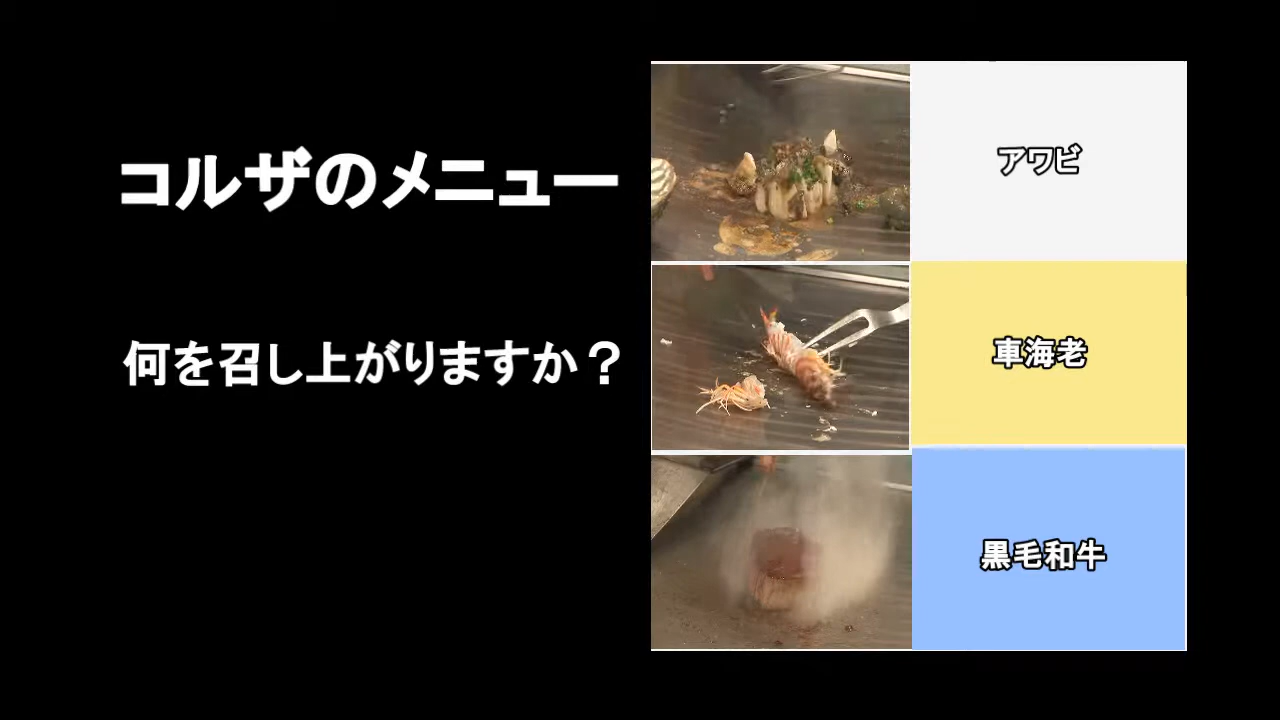 コルザのメニュー
何を召し上がりますか？
アワビ
車海老
黒毛和牛